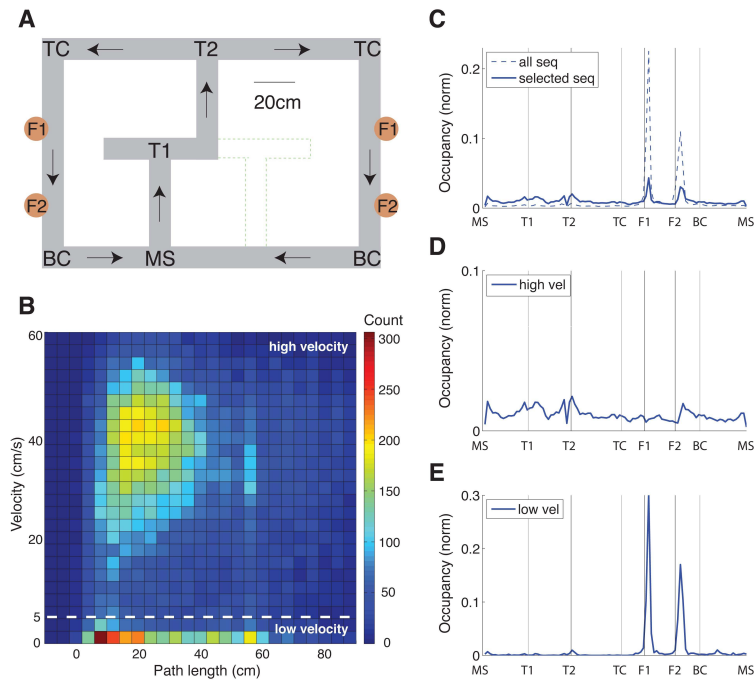 A
TC
T2
TC
20cm
F1
F1
T1
F2
F2
BC
MS
BC
B
Count
60
high velocity
300
250
Velocity (cm/s)
40
200
150
20
100
50
5
low velocity
0
0
0
20
40
60
80
Path length (cm)
C
Occupancy (norm)
0.2
all seq
selected seq
0.1
0
MS
T1
T2
TC
F1
F2
BC
MS
D
Occupancy (norm)
0.1
high vel
0
MS
T1
T2
TC
F1
F2
BC
MS
E
Occupancy (norm)
0.3
low vel
0.2
0.1
0
MS
T1
T2
TC
F1
F2
BC
MS